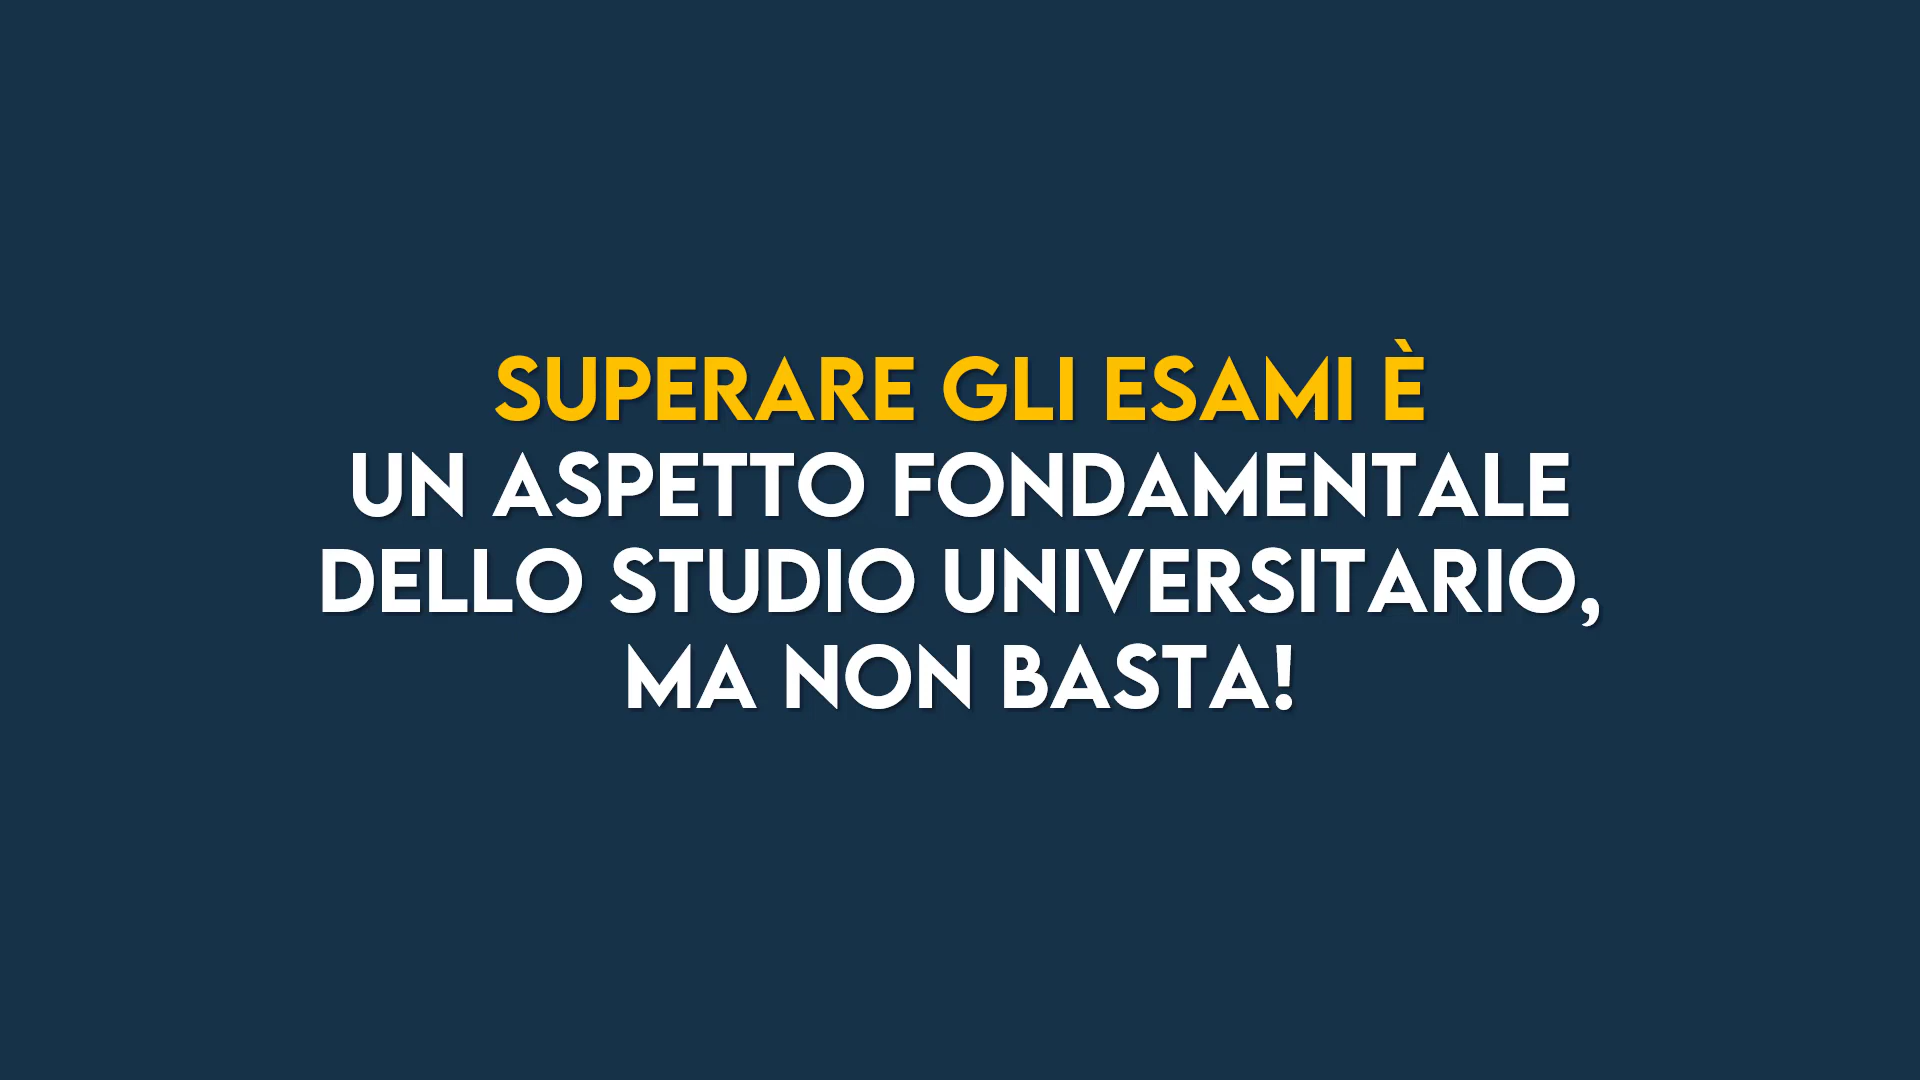 SUPERARE GLI ESAMI È
UN ASPETTO FONDAMENTALE
DELLO STUDIO UNIVERSITARIO,
MA NON BASTA!